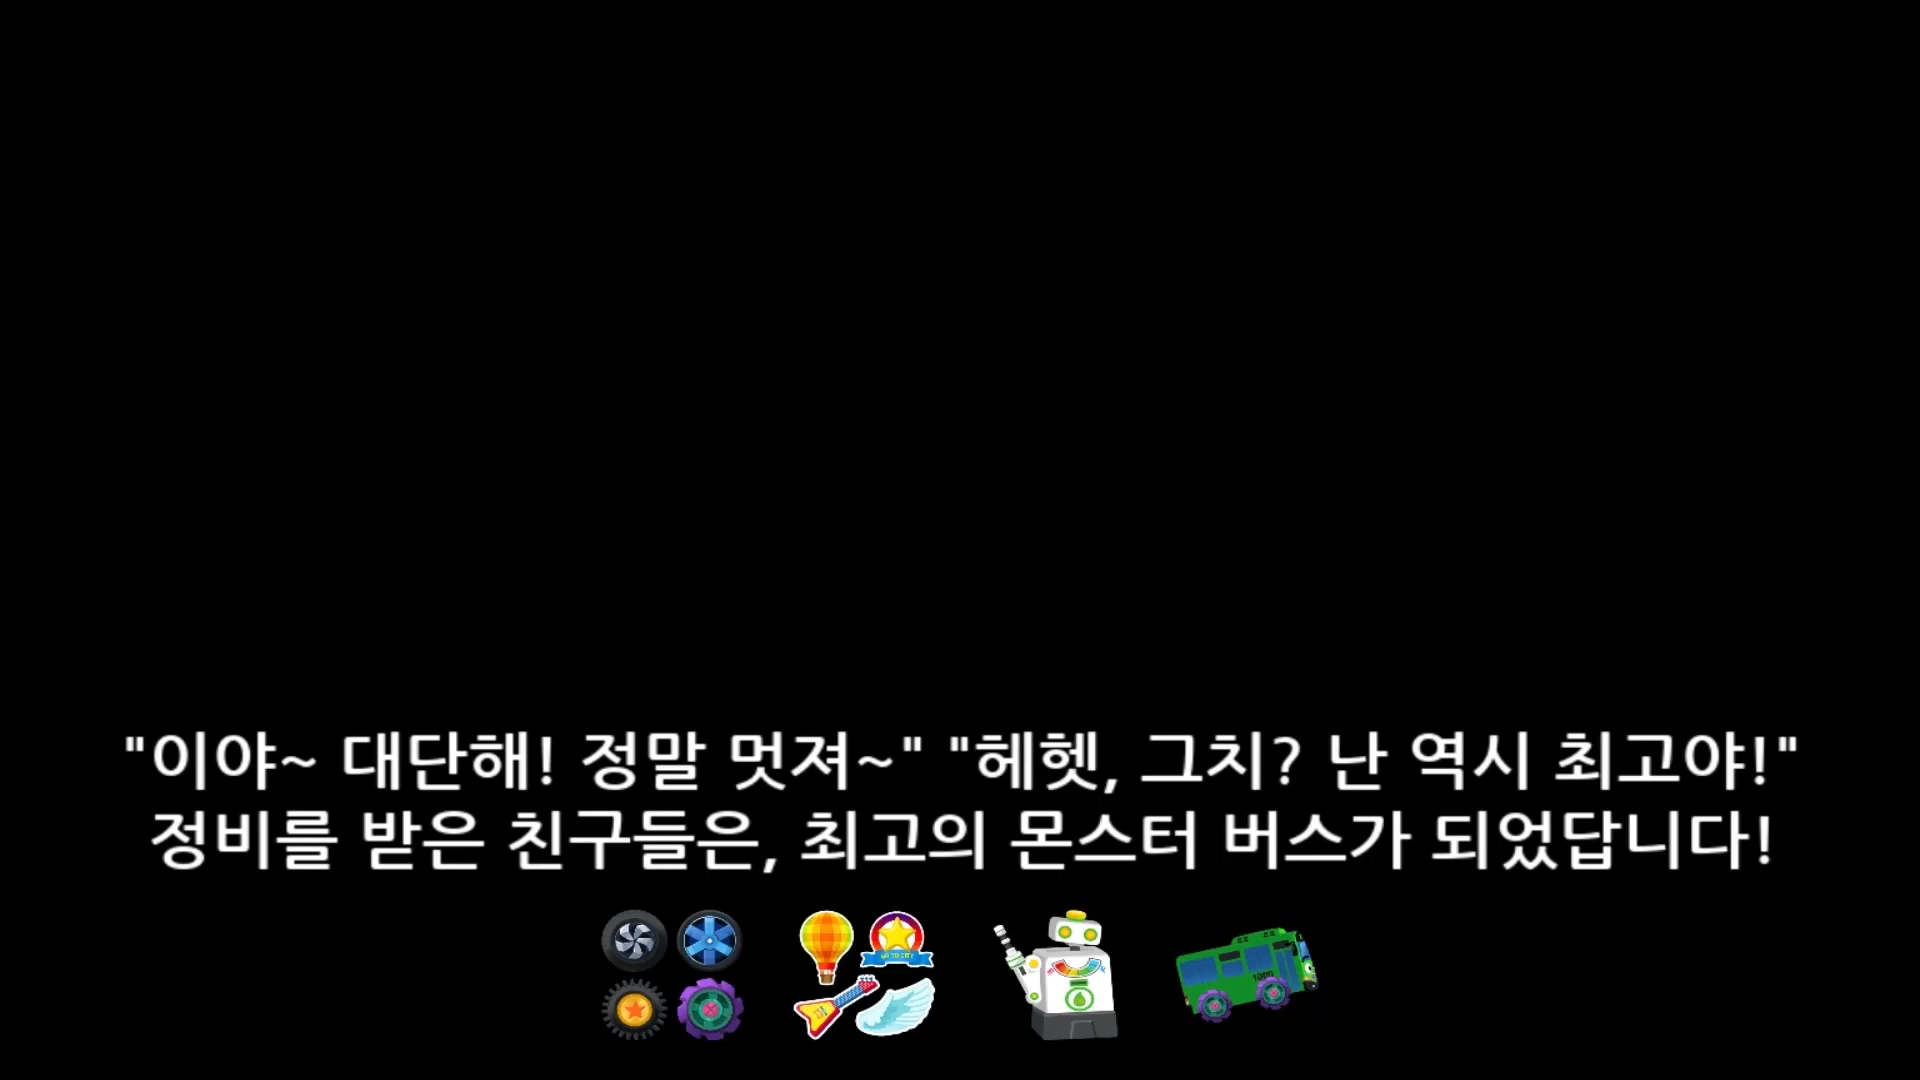 "이야~ 대단해! 정말 멋져~" "헤헷, 그치? 난 역시 최고야!"
정비를 받은 친구들은, 최고의 몬스터 버스가 되었답니다!